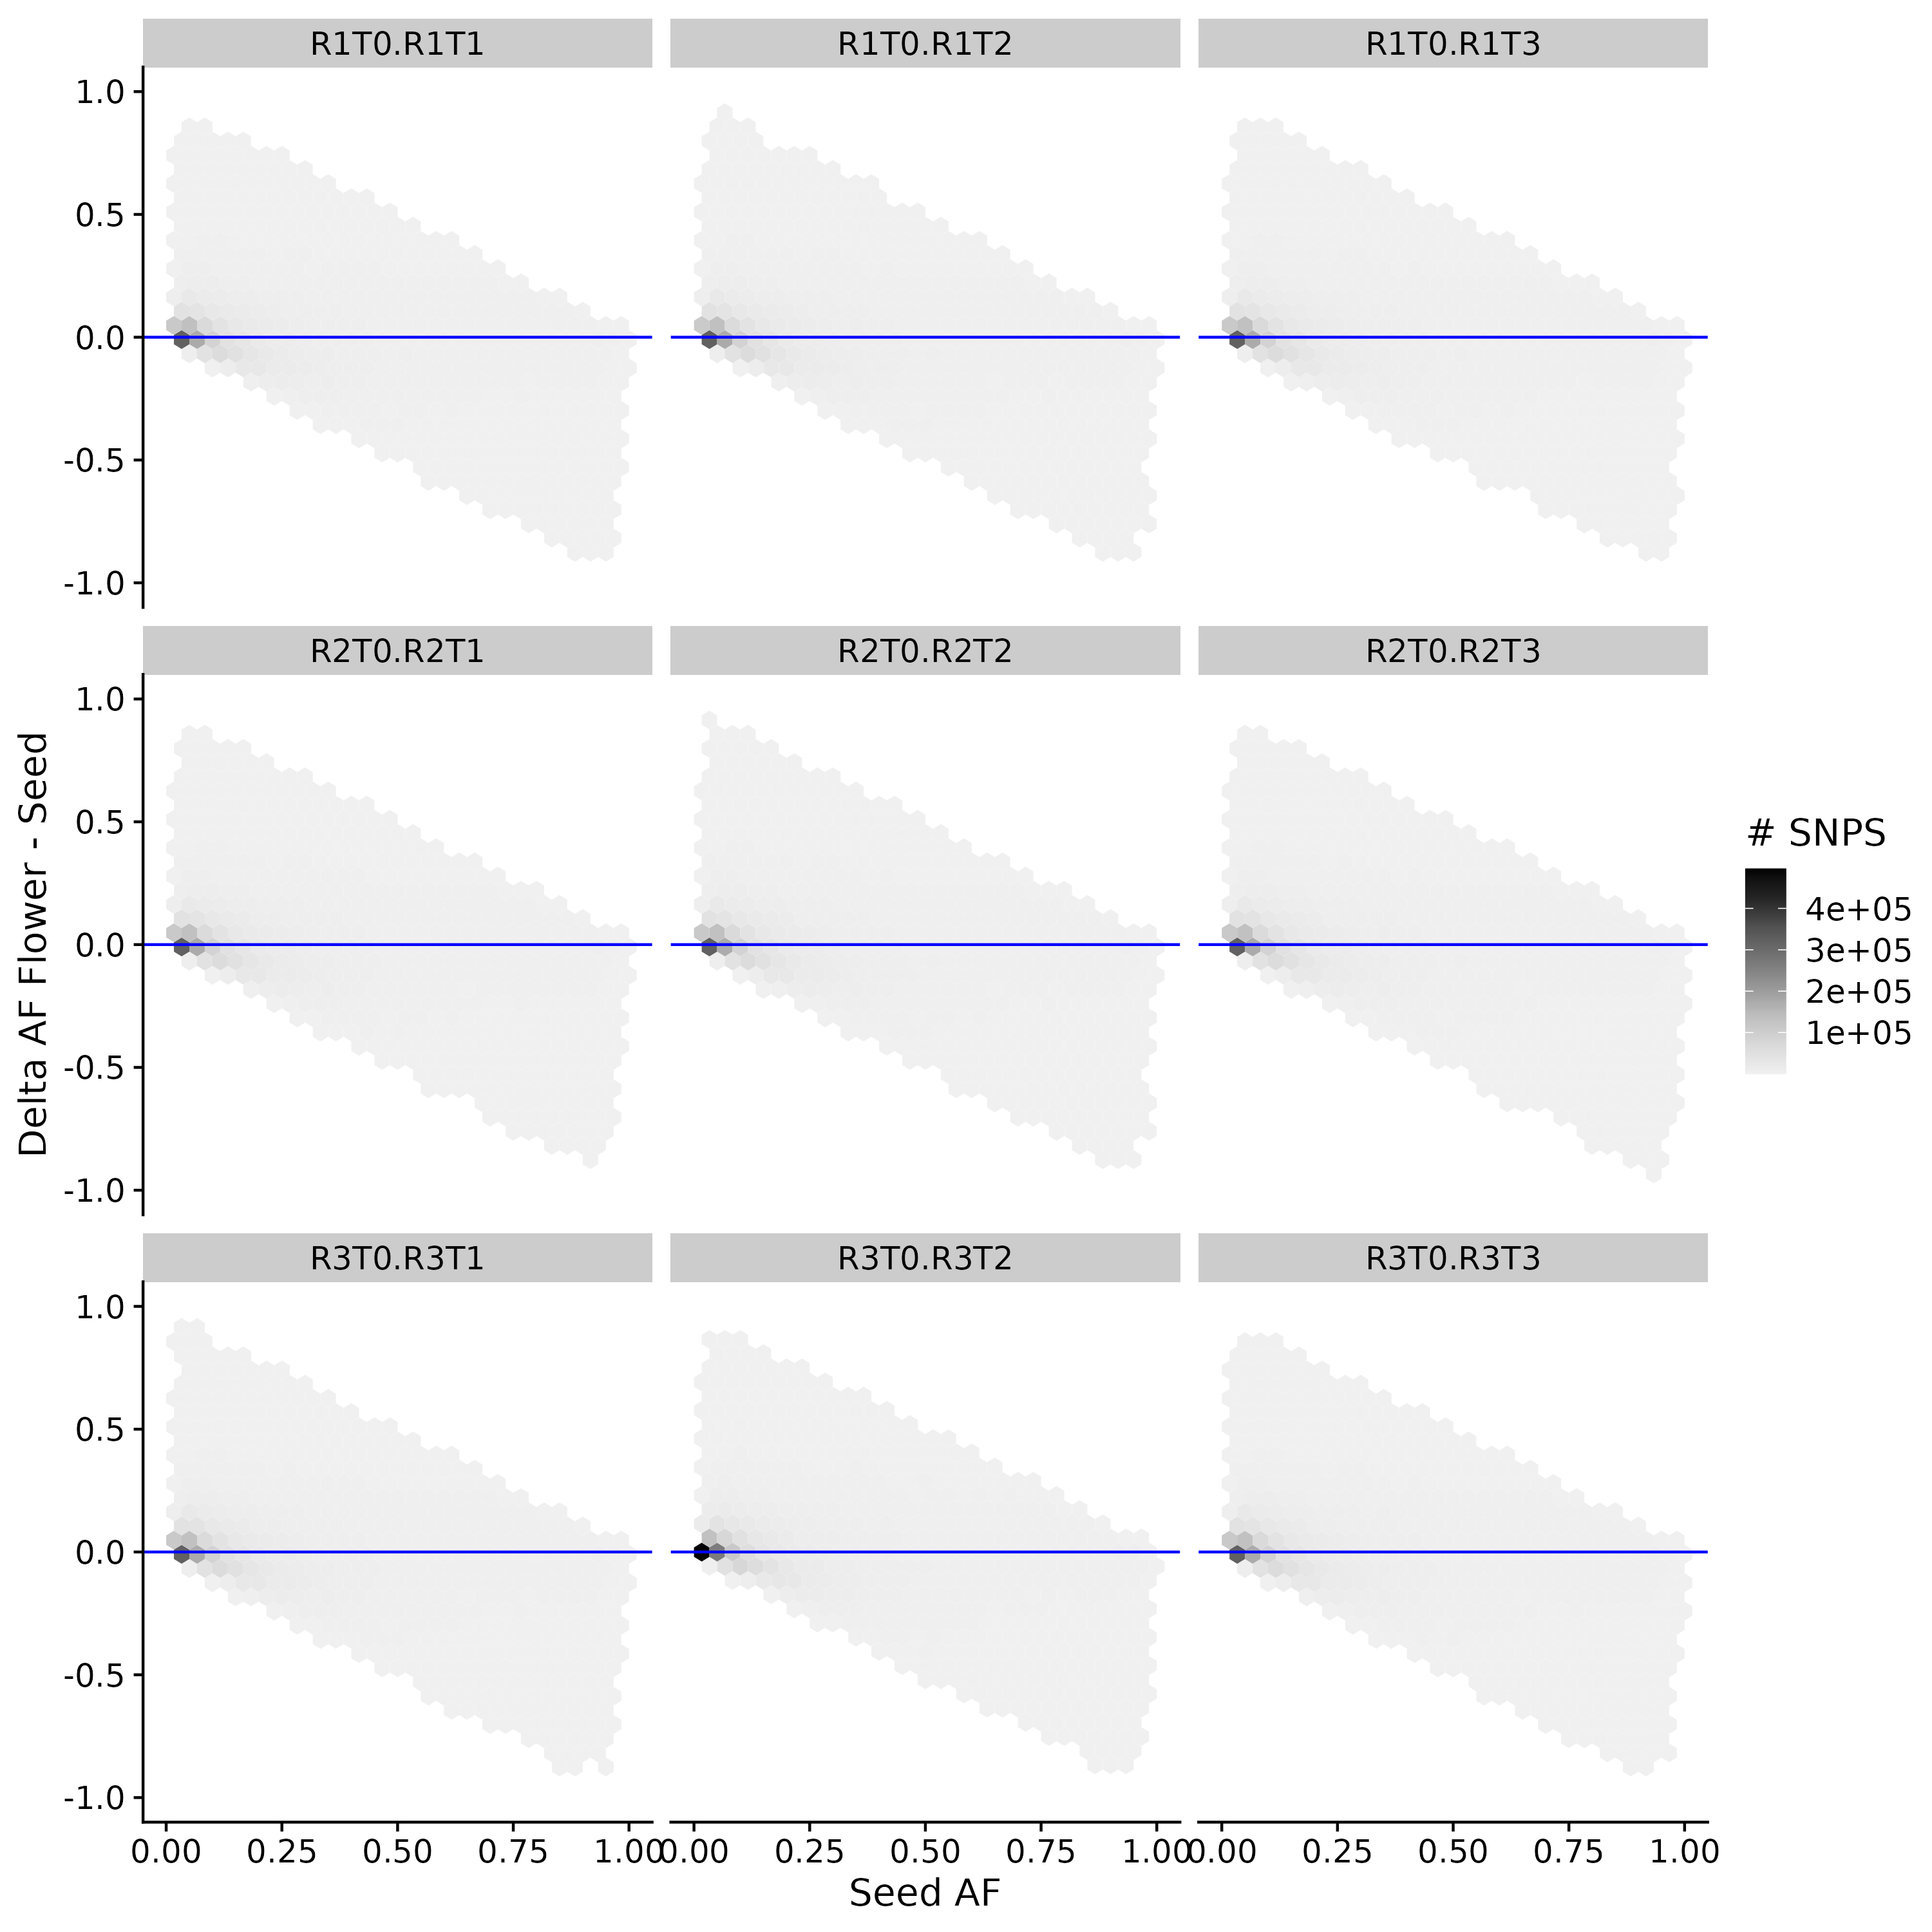 R1T0.R1T1 R1T0.R1T2 R1T0.R1T3
1.0
0.5
0.0
-0.5
-1.0
R2T0.R2T1 R2T0.R2T2 R2T0.R2T3
1.0
0.5
0.0
-0.5
-1.0
Delta AF Flower - Seed
# SNPS
4e+05
3e+05
2e+05
1e+05
R3T0.R3T1 R3T0.R3T2 R3T0.R3T3
1.0
0.5
0.0
-0.5
-1.0
0.00 0.25 0.50 0.75 1.00 0.00 0.25 0.50 0.75 1.00 0.00 0.25 0.50 0.75 1.00
Seed AF